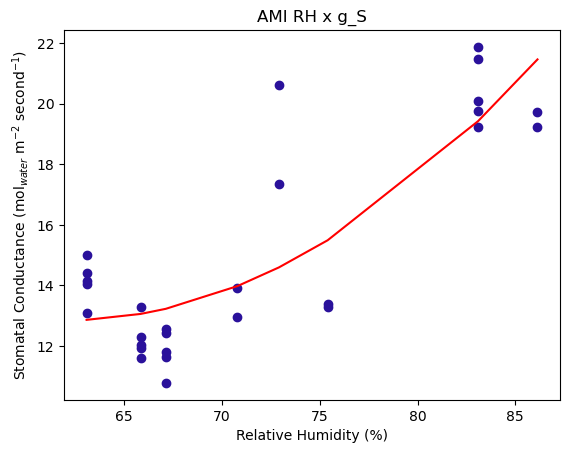 AMI RH x g_S
Stomatal Conductance (mol_water m⁻² second⁻¹)
22
20
18
16
14
12
65 70 75 80 85
Relative Humidity (%)